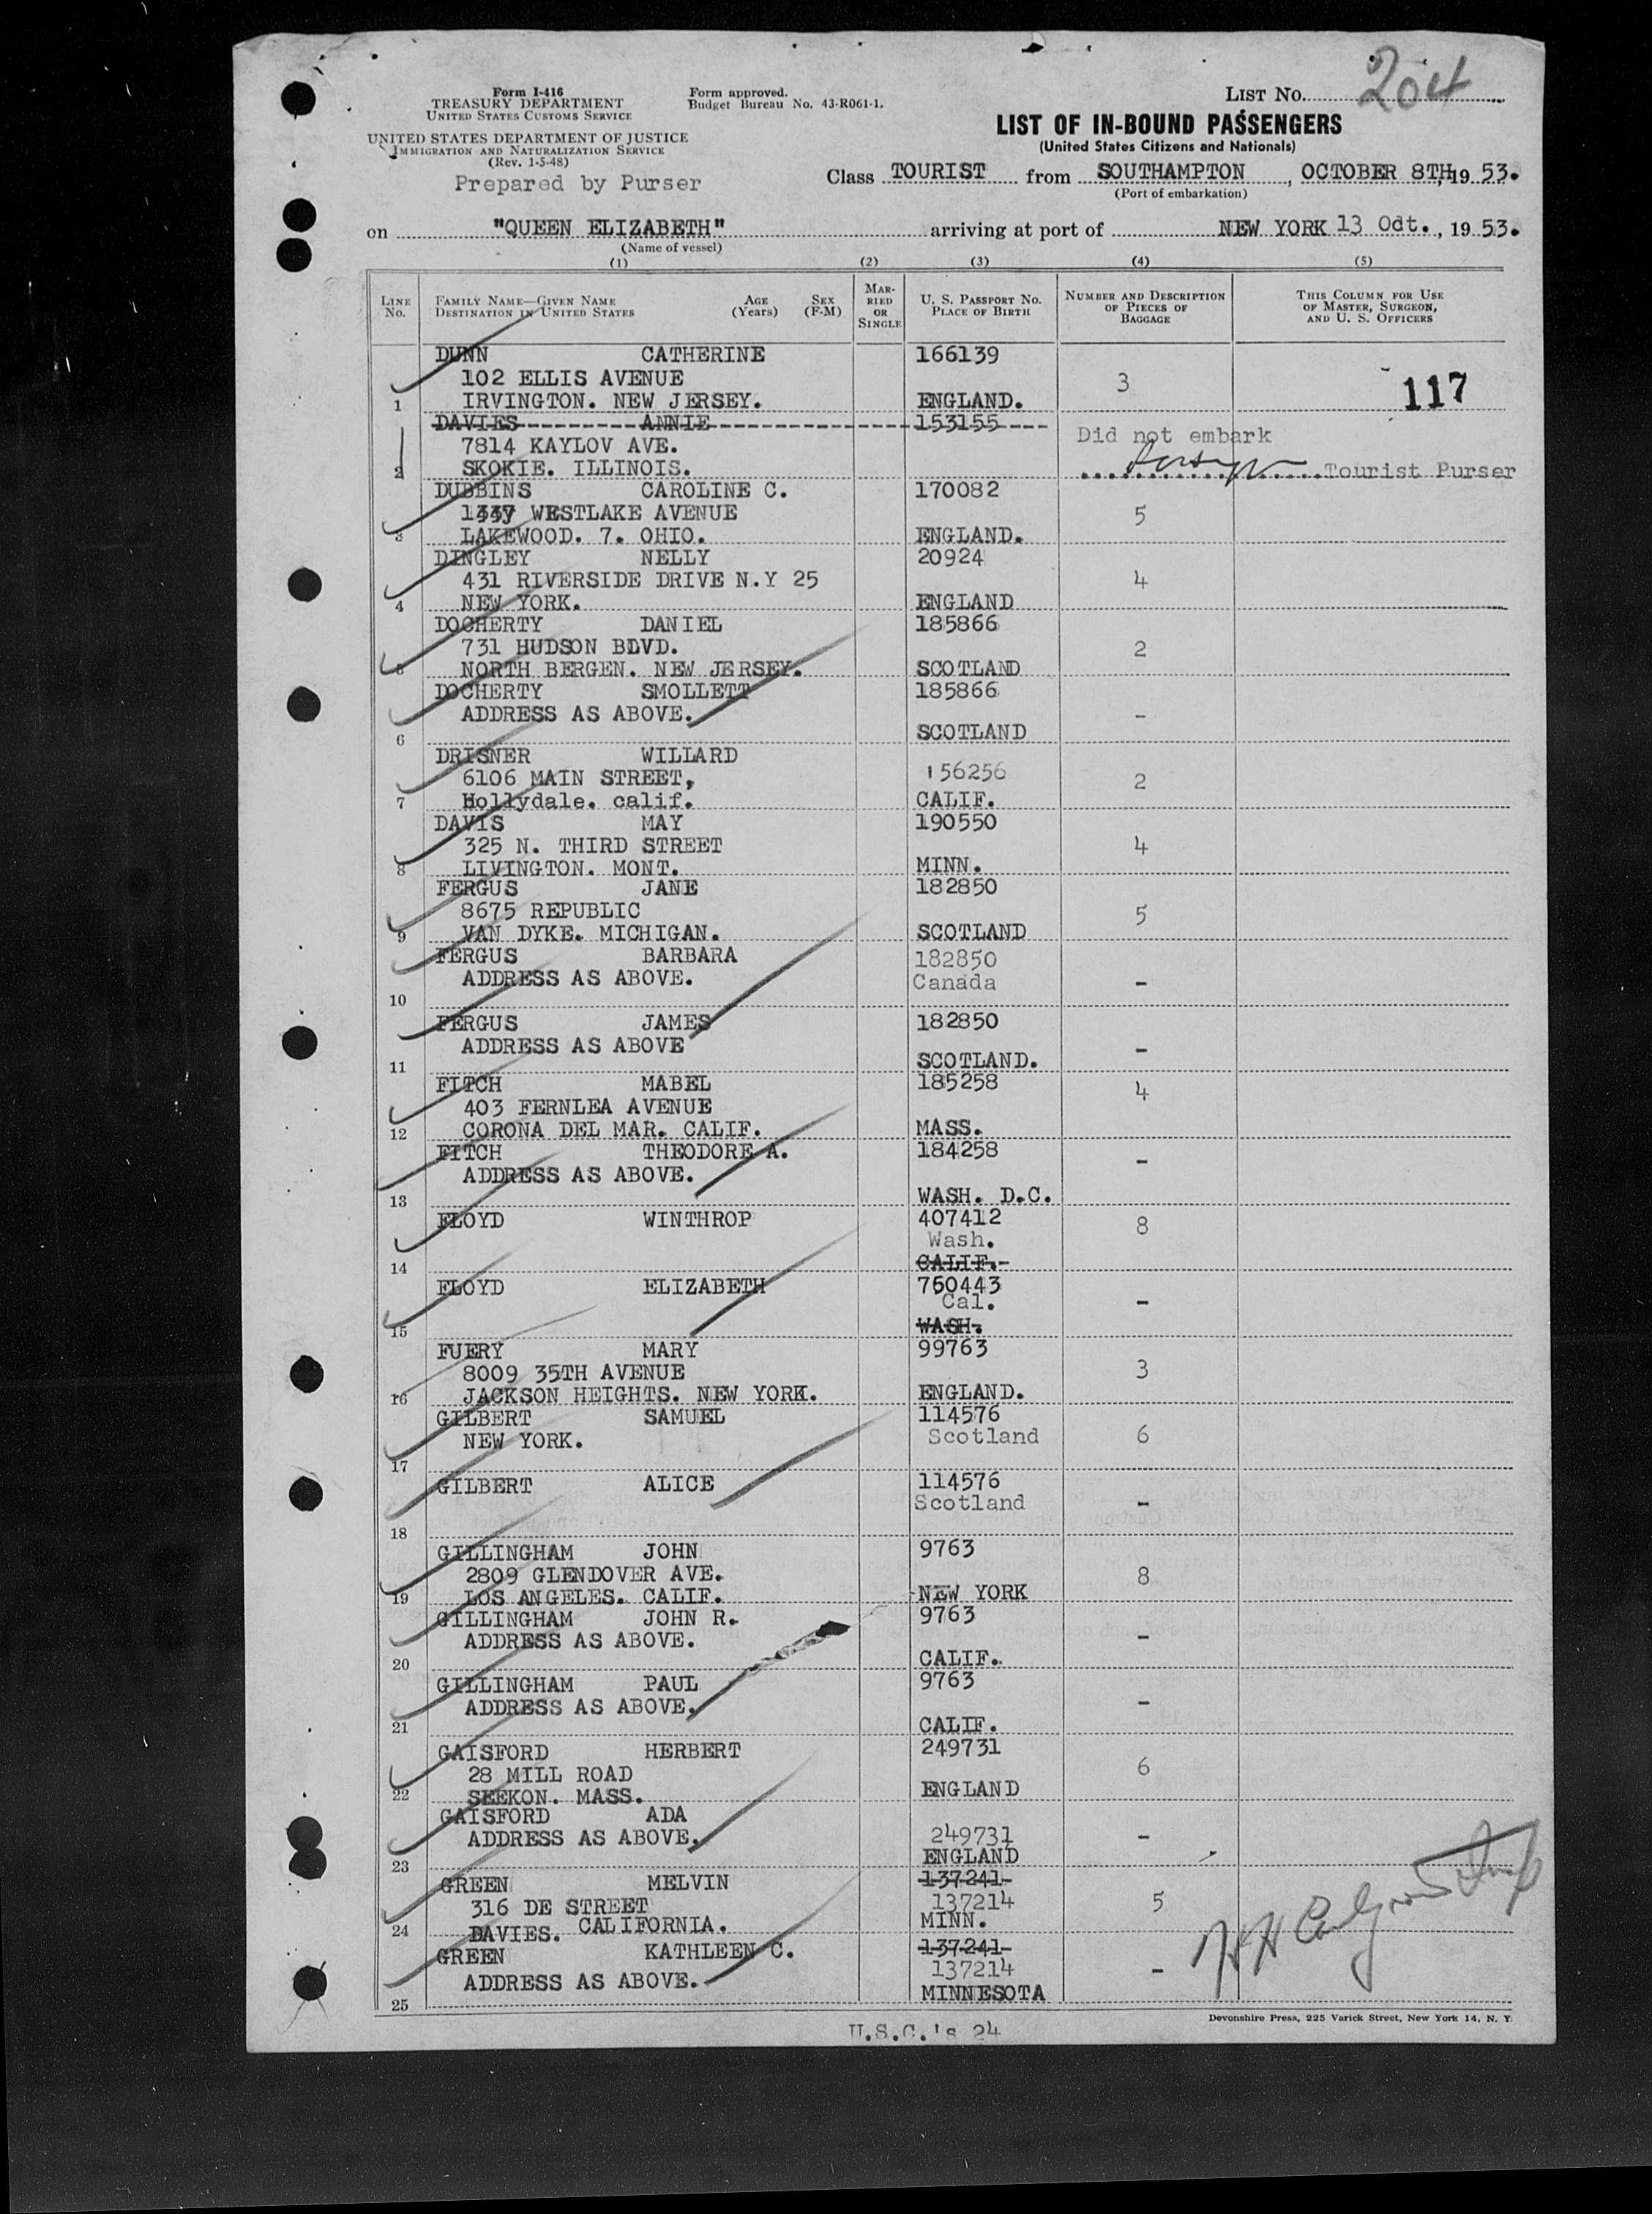 Form I-416
TREASURY DEPARTMENT
UNITED STATES CUSTOMS SERVICE
UNITED STATES DEPARTMENT OF JUSTICE
IMMIGRATION AND NATURALIZATION SERVICE
(Rev. 1-5-48)
Prepared by Purser
Form approved.
Budget Bureau No. 43-R061-1.
LIST NO.
LIST OF IN-BOUND PASSENGERS
(United States Citizens and Nationals)
Class TOURIST from SOUTHAMPTON, OCTOBER 8TH, 19 53.
(Port of embarkation)
on "QUEEN ELIZABETH" arriving at port of NEW YORK 13 Oct., 19 53.
(Name of vessel)
(1) (2) (3) (4) (5)
LINE NO.
FAMILY NAME—GIVEN NAME
DESTINATION IN UNITED STATES
AGE (Years)
SEX (F-M)
MARRIED OR SINGLE
U. S. PASSPORT NO.
PLACE OF BIRTH
NUMBER AND DESCRIPTION OF PIECES OF BAGGAGE
THIS COLUMN FOR USE OF MASTER, SURGEON, AND U. S. OFFICERS
DUNN CATHERINE 166139
102 ELLIS AVENUE 3 117
1 IRVINGTON. NEW JERSEY. ENGLAND.
DAVIES ANNIE 153155
7814 KAYLOV AVE. Did not embark
2 SKOKIE. ILLINOIS. Tourist Purser
DUBBINS CAROLINE C. 170082
1337 WESTLAKE AVENUE 5
3 LAKEWOOD. 7. OHIO. ENGLAND.
DINGLEY NELLY 20924
431 RIVERSIDE DRIVE N.Y 25 4
4 NEW YORK. ENGLAND
DOCHERTY DANIEL 185866
731 HUDSON BLVD. 2
5 NORTH BERGEN. NEW JERSEY. SCOTLAND
DOCHERTY SMOLLETT 185866
ADDRESS AS ABOVE. -
6 SCOTLAND
DRISNER WILLARD
6106 MAIN STREET, 156256 2
7 Hollydale. calif. CALIF.
DAVIS MAY 190550
325 N. THIRD STREET 4
8 LIVINGTON. MONT. MINN.
FERGUS JANE 182850
8675 REPUBLIC 5
9 VAN DYKE. MICHIGAN. SCOTLAND
FERGUS BARBARA 182850
ADDRESS AS ABOVE. Canada -
10
FERGUS JAMES 182850
ADDRESS AS ABOVE -
11 SCOTLAND.
FITCH MABEL 185258 4
403 FERNLEA AVENUE
12 CORONA DEL MAR. CALIF. MASS.
FITCH THEODORE A. 184258
ADDRESS AS ABOVE. -
13 WASH. D.C.
FLOYD WINTHROP 407412 8
Wash.
14 CALIF.
FLOYD ELIZABETH 750443
Cal. -
15 WASH.
FUERY MARY 99763
8009 35TH AVENUE 3
16 JACKSON HEIGHTS. NEW YORK. ENGLAND.
GILBERT SAMUEL 114576
NEW YORK. Scotland 6
17
GILBERT ALICE 114576
Scotland -
18
GILLINGHAM JOHN 9763
2809 GLENDOVER AVE. 8
19 LOS ANGELES. CALIF. NEW YORK
GILLINGHAM JOHN R. 9763
ADDRESS AS ABOVE. -
20 CALIF.
GILLINGHAM PAUL 9763
ADDRESS AS ABOVE. -
21 CALIF.
GAISFORD HERBERT 249731
28 MILL ROAD 6
22 SEEKON. MASS. ENGLAND
GAISFORD ADA
ADDRESS AS ABOVE. 249731 -
23 ENGLAND
GREEN MELVIN 137241
316 DE STREET 137214 5
24 DAVIES. CALIFORNIA. MINN.
GREEN KATHLEEN C. 137241
ADDRESS AS ABOVE. 137214 -
25 MINNESOTA
Devonshire Press, 225 Varick Street, New York 14, N. Y.
U.S.C.'s 24